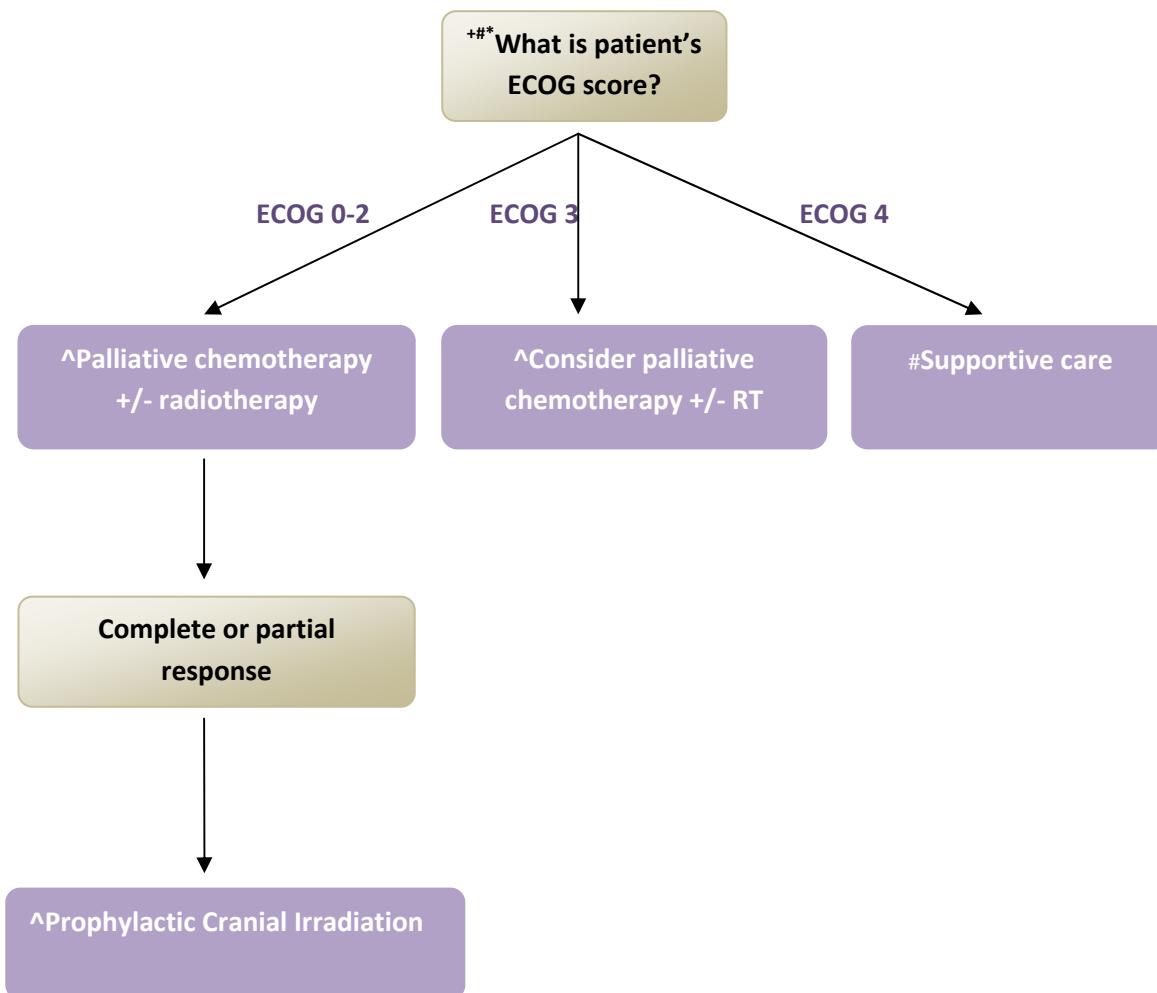 +#*What is patient's
ECOG score?
ECOG 0-2
ECOG 3
ECOG 4
^Palliative chemotherapy
+/- radiotherapy
^Consider palliative
chemotherapy +/- RT
#Supportive care
Complete or partial
response
^Prophylactic Cranial Irradiation